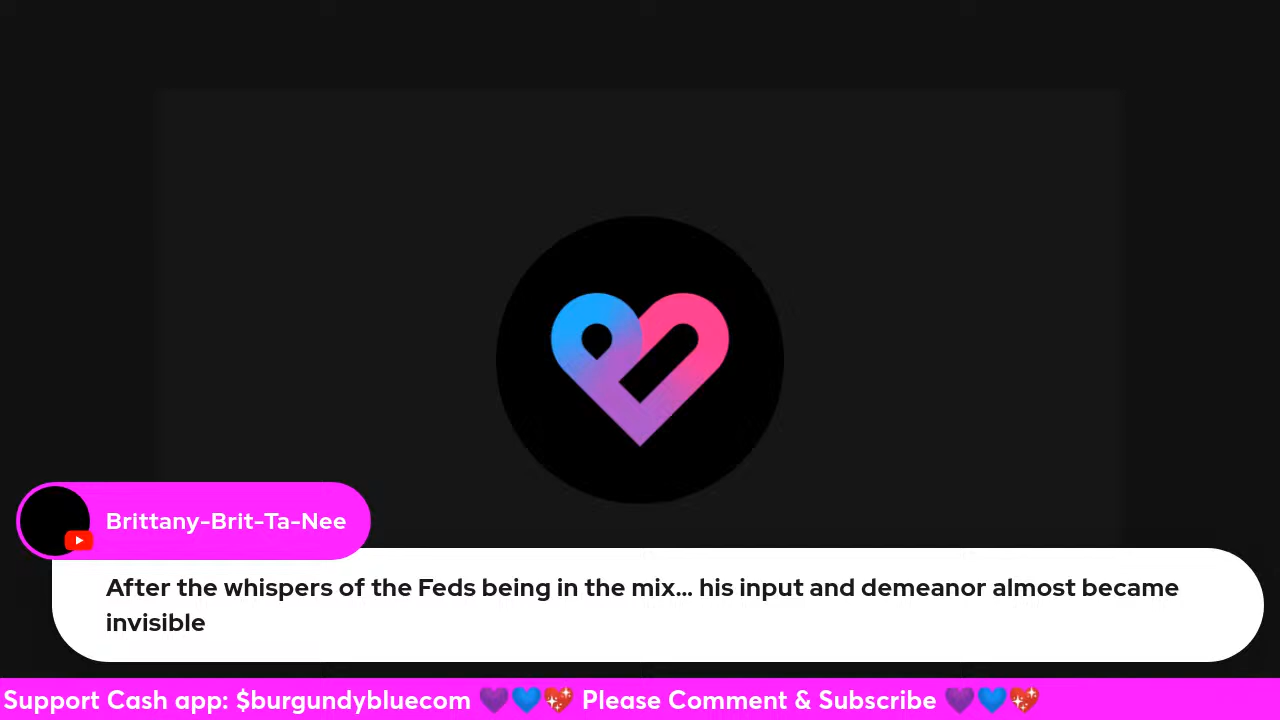 Brittany-Brit-Ta-Nee
After the whispers of the Feds being in the mix... his input and demeanor almost became
invisible
Support Cash app: $burgundybluecom 💜💙💖 Please Comment & Subscribe 💜💙💖